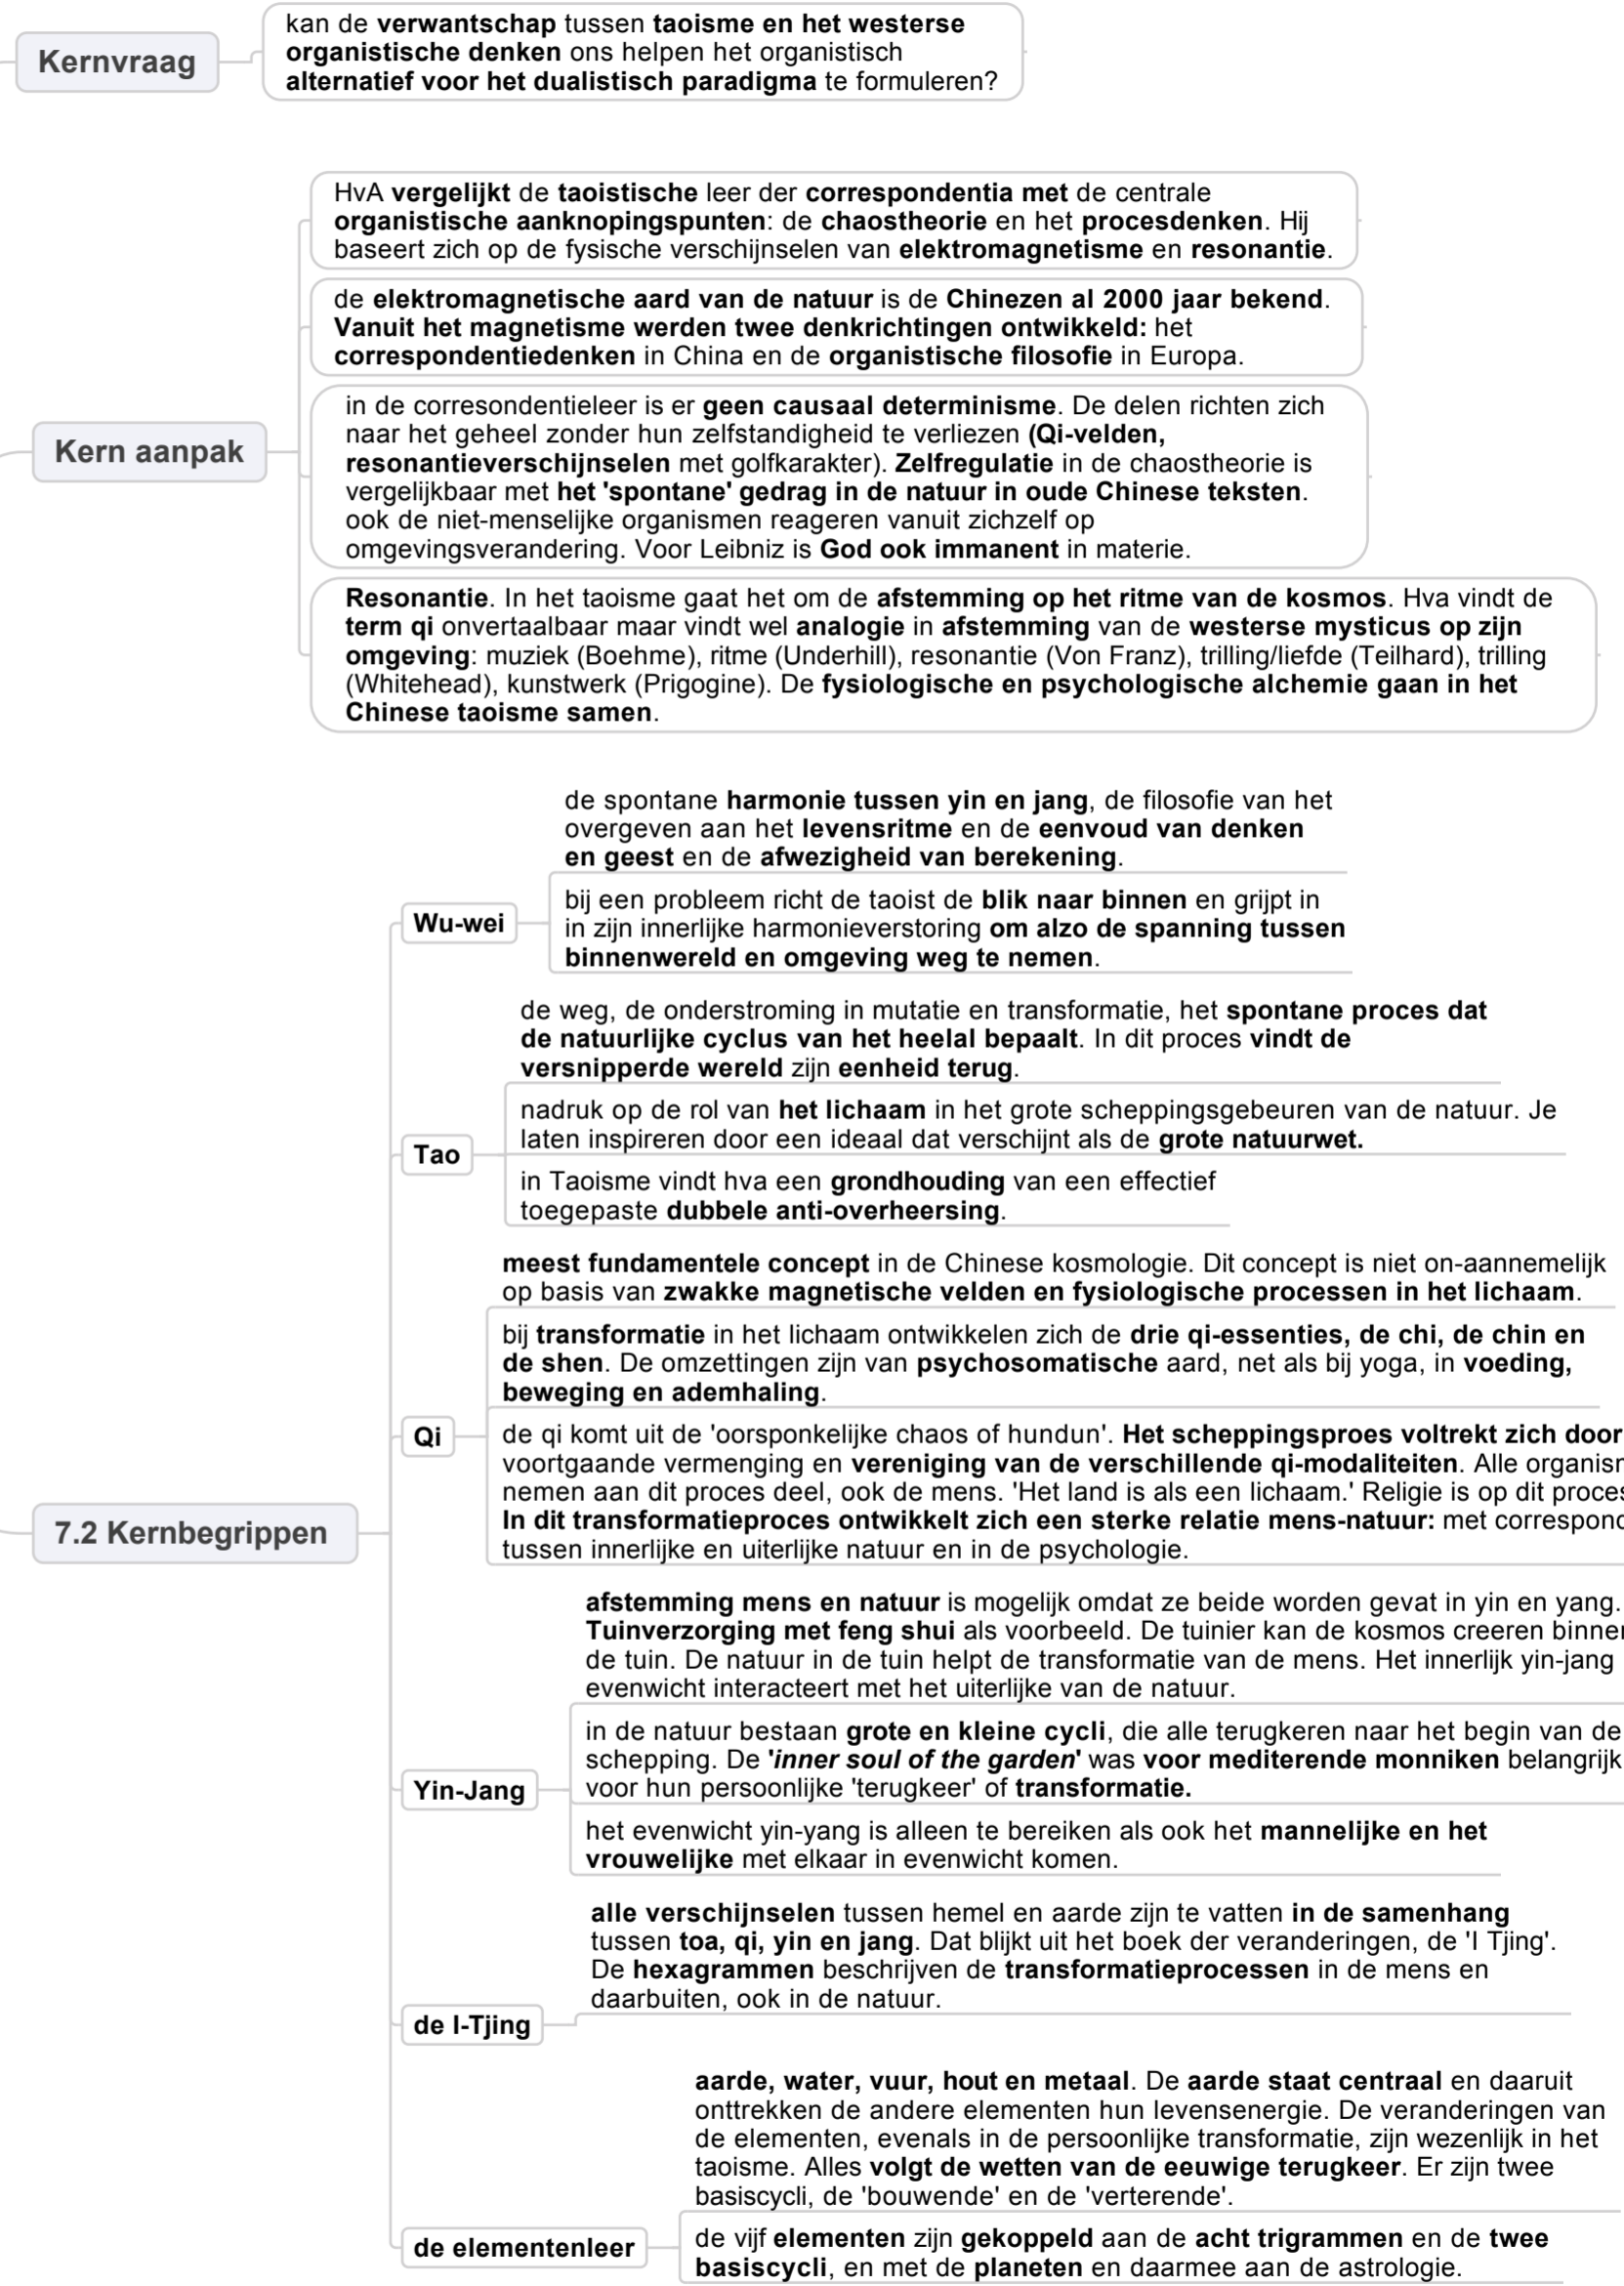 Kernvraag
kan de verwantschap tussen taoisme en het westerse
organistische denken ons helpen het organistisch
alternatief voor het dualistisch paradigma te formuleren?
Kern aanpak
HvA vergelijkt de taoistische leer der correspondentia met de centrale
organistische aanknopingspunten: de chaostheorie en het procesdenken. Hij
baseert zich op de fysische verschijnselen van elektromagnetisme en resonantie.
de elektromagnetische aard van de natuur is de Chinezen al 2000 jaar bekend.
Vanuit het magnetisme werden twee denkrichtingen ontwikkeld: het
correspondentiedenken in China en de organistische filosofie in Europa.
in de corresondentieleer is er geen causaal determinisme. De delen richten zich
naar het geheel zonder hun zelfstandigheid te verliezen (Qi-velden,
resonantieverschijnselen met golfkarakter). Zelfregulatie in de chaostheorie is
vergelijkbaar met het 'spontane' gedrag in de natuur in oude Chinese teksten.
ook de niet-menselijke organismen reageren vanuit zichzelf op
omgevingsverandering. Voor Leibniz is God ook immanent in materie.
Resonantie. In het taoisme gaat het om de afstemming op het ritme van de kosmos. Hva vindt de
term qi onvertaalbaar maar vindt wel analogie in afstemming van de westerse mysticus op zijn
omgeving: muziek (Boehme), ritme (Underhill), resonantie (Von Franz), trilling/liefde (Teilhard), trilling
(Whitehead), kunstwerk (Prigogine). De fysiologische en psychologische alchemie gaan in het
Chinese taoisme samen.
7.2 Kernbegrippen
Wu-wei
de spontane harmonie tussen yin en jang, de filosofie van het
overgeven aan het levensritme en de eenvoud van denken
en geest en de afwezigheid van berekening.
bij een probleem richt de taoist de blik naar binnen en grijpt in
in zijn innerlijke harmonieverstoring om alzo de spanning tussen
binnenwereld en omgeving weg te nemen.
Tao
de weg, de onderstroming in mutatie en transformatie, het spontane proces dat
de natuurlijke cyclus van het heelal bepaalt. In dit proces vindt de
versnipperde wereld zijn eenheid terug.
nadruk op de rol van het lichaam in het grote scheppingsgebeuren van de natuur. Je
laten inspireren door een ideaal dat verschijnt als de grote natuurwet.
in Taoisme vindt hva een grondhouding van een effectief
toegepaste dubbele anti-overheersing.
Qi
meest fundamentele concept in de Chinese kosmologie. Dit concept is niet on-aannemelijk
op basis van zwakke magnetische velden en fysiologische processen in het lichaam.
bij transformatie in het lichaam ontwikkelen zich de drie qi-essenties, de chi, de chin en
de shen. De omzettingen zijn van psychosomatische aard, net als bij yoga, in voeding,
beweging en ademhaling.
de qi komt uit de 'oorsponkelijke chaos of hundun'. Het scheppingsproes voltrekt zich door
voortgaande vermenging en vereniging van de verschillende qi-modaliteiten. Alle organism
nemen aan dit proces deel, ook de mens. 'Het land is als een lichaam.' Religie is op dit proces
In dit transformatieproces ontwikkelt zich een sterke relatie mens-natuur: met correspond
tussen innerlijke en uiterlijke natuur en in de psychologie.
Yin-Jang
afstemming mens en natuur is mogelijk omdat ze beide worden gevat in yin en yang.
Tuinverzorging met feng shui als voorbeeld. De tuinier kan de kosmos creeren binnen
de tuin. De natuur in de tuin helpt de transformatie van de mens. Het innerlijk yin-jang
evenwicht interacteert met het uiterlijke van de natuur.
in de natuur bestaan grote en kleine cycli, die alle terugkeren naar het begin van de
schepping. De 'inner soul of the garden' was voor mediterende monniken belangrijk
voor hun persoonlijke 'terugkeer' of transformatie.
het evenwicht yin-yang is alleen te bereiken als ook het mannelijke en het
vrouwelijke met elkaar in evenwicht komen.
de I-Tjing
alle verschijnselen tussen hemel en aarde zijn te vatten in de samenhang
tussen toa, qi, yin en jang. Dat blijkt uit het boek der veranderingen, de 'I Tjing'.
De hexagrammen beschrijven de transformatieprocessen in de mens en
daarbuiten, ook in de natuur.
de elementenleer
aarde, water, vuur, hout en metaal. De aarde staat centraal en daaruit
onttrekken de andere elementen hun levensenergie. De veranderingen van
de elementen, evenals in de persoonlijke transformatie, zijn wezenlijk in het
taoisme. Alles volgt de wetten van de eeuwige terugkeer. Er zijn twee
basiscycli, de 'bouwende' en de 'verterende'.
de vijf elementen zijn gekoppeld aan de acht trigrammen en de twee
basiscycli, en met de planeten en daarmee aan de astrologie.